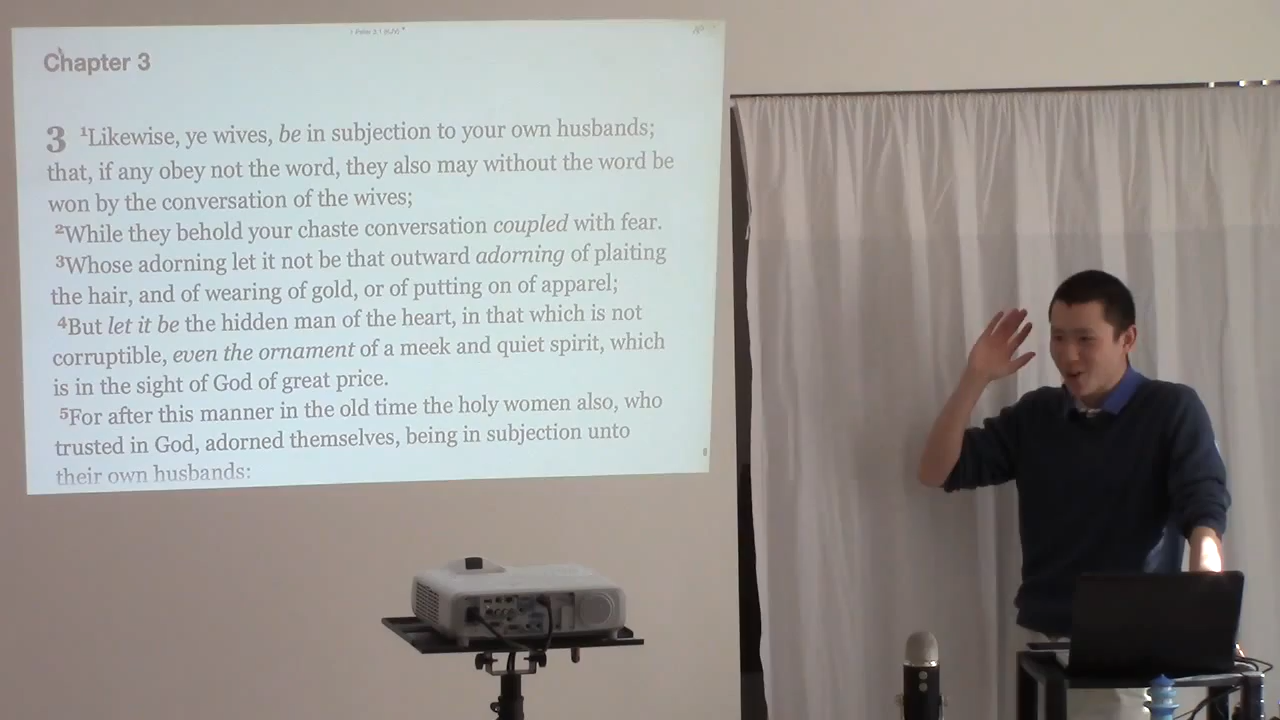 Chapter 3
3 ¹Likewise, ye wives, be in subjection to your own husbands;
that, if any obey not the word, they also may without the word be
won by the conversation of the wives;
²While they behold your chaste conversation coupled with fear.
³Whose adorning let it not be that outward adorning of plaiting
the hair, and of wearing of gold, or of putting on of apparel;
⁴But let it be the hidden man of the heart, in that which is not
corruptible, even the ornament of a meek and quiet spirit, which
is in the sight of God of great price.
⁵For after this manner in the old time the holy women also, who
trusted in God, adorned themselves, being in subjection unto
their own husbands: